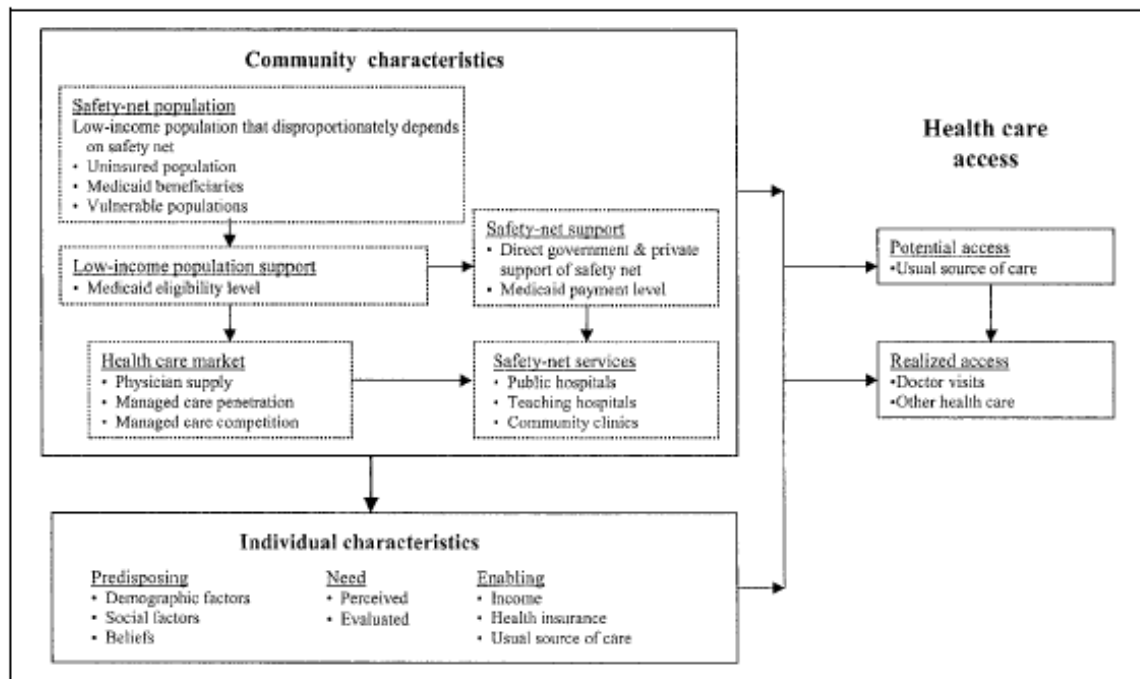 Community characteristics
Safety-net population
Low-income population that disproportionately depends
on safety net
• Uninsured population
• Medicaid beneficiaries
• Vulnerable populations
Low-income population support
• Medicaid eligibility level
Safety-net support
• Direct government & private
support of safety net
• Medicaid payment level
Health care market
• Physician supply
• Managed care penetration
• Managed care competition
Safety-net services
• Public hospitals
• Teaching hospitals
• Community clinics
Individual characteristics
Predisposing
• Demographic factors
• Social factors
• Beliefs
Need
• Perceived
• Evaluated
Enabling
• Income
• Health insurance
• Usual source of care
Health care
access
Potential access
•Usual source of care
Realized access
•Doctor visits
•Other health care